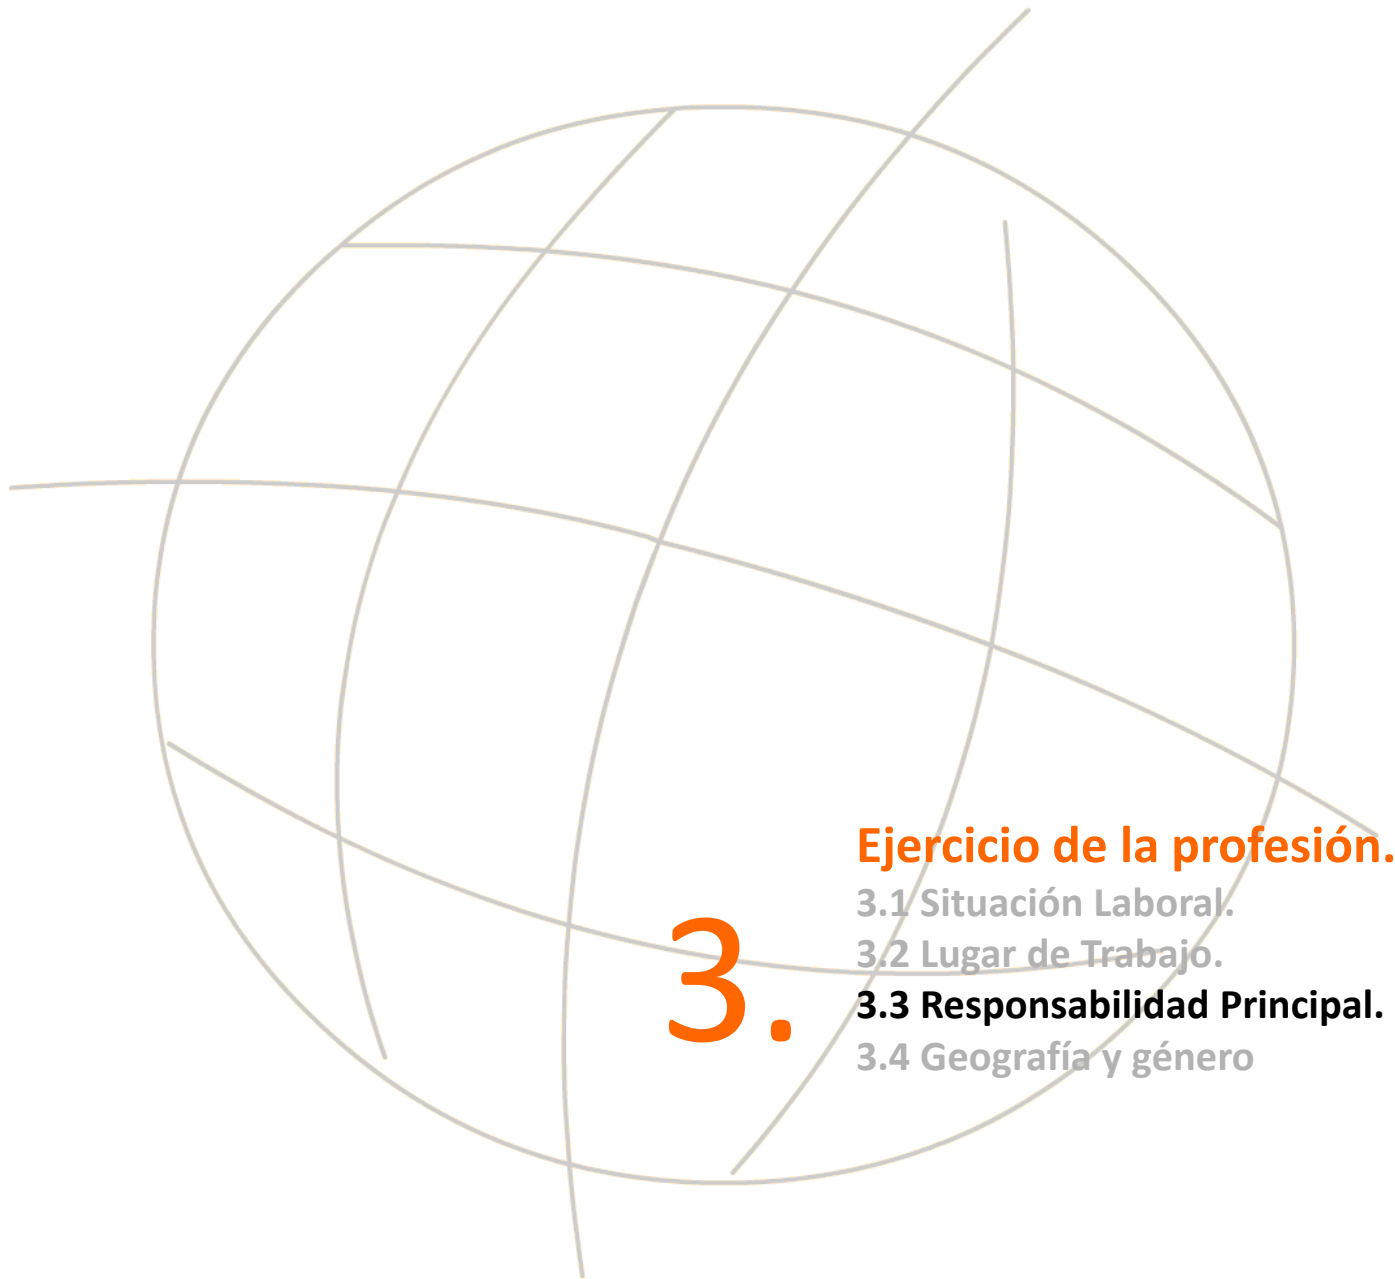 3.
Ejercicio de la profesión.
3.1 Situación Laboral.
3.2 Lugar de Trabajo.
3.3 Responsabilidad Principal.
3.4 Geografía y género